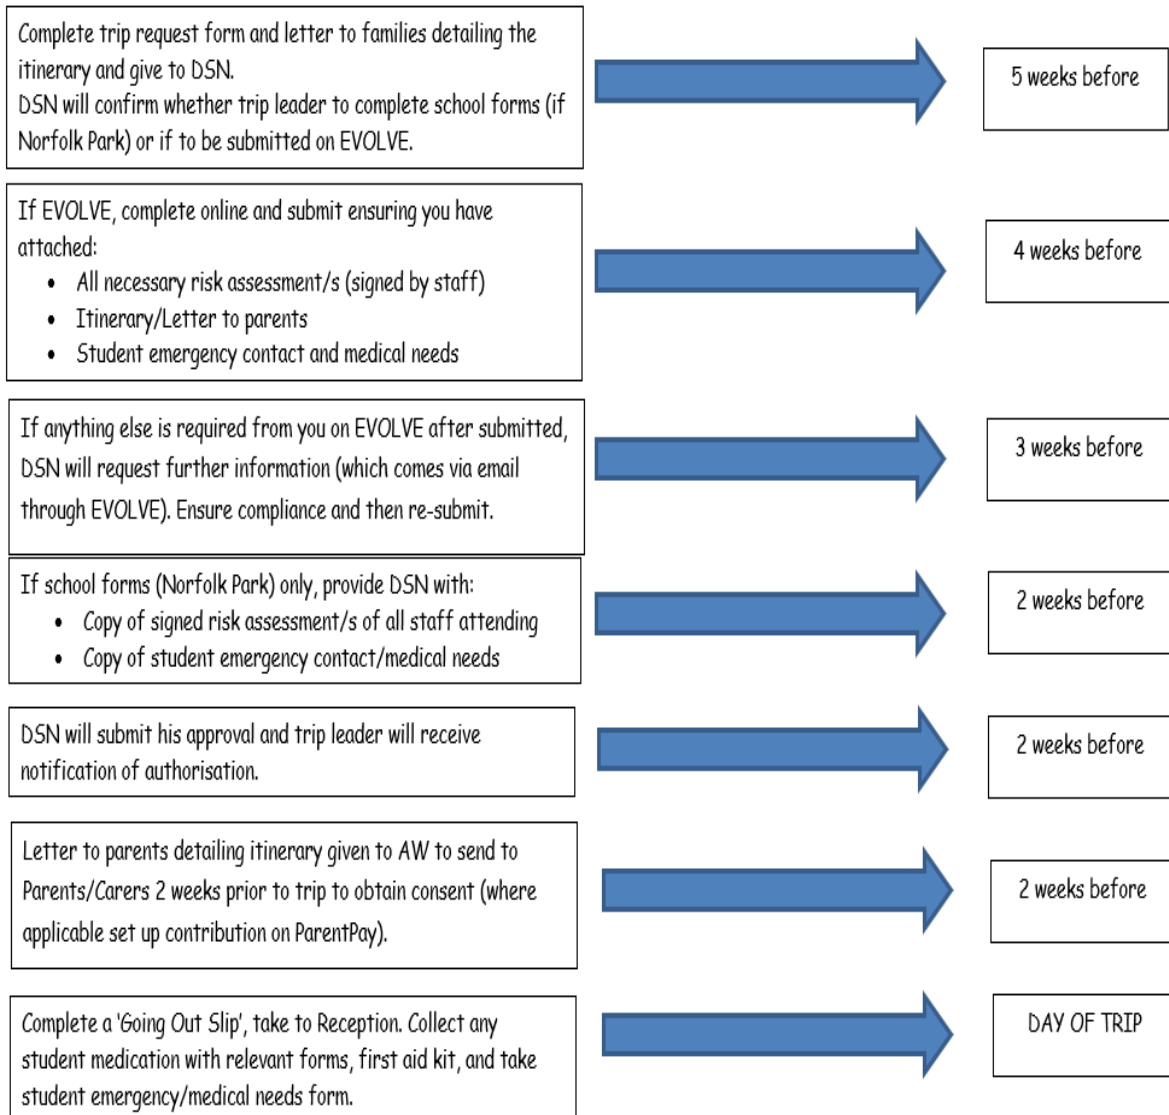 Complete trip request form and letter to families detailing the
itinerary and give to DSN.
DSN will confirm whether trip leader to complete school forms (if
Norfolk Park) or if to be submitted on EVOLVE.
5 weeks before
If EVOLVE, complete online and submit ensuring you have
attached:
• All necessary risk assessment/s (signed by staff)
• Itinerary/Letter to parents
• Student emergency contact and medical needs
4 weeks before
If anything else is required from you on EVOLVE after submitted,
DSN will request further information (which comes via email
through EVOLVE). Ensure compliance and then re-submit.
3 weeks before
If school forms (Norfolk Park) only, provide DSN with:
• Copy of signed risk assessment/s of all staff attending
• Copy of student emergency contact/medical needs
2 weeks before
DSN will submit his approval and trip leader will receive
notification of authorisation.
2 weeks before
Letter to parents detailing itinerary given to AW to send to
Parents/Carers 2 weeks prior to trip to obtain consent (where
applicable set up contribution on ParentPay).
2 weeks before
Complete a ‘Going Out Slip’, take to Reception. Collect any
student medication with relevant forms, first aid kit, and take
student emergency/medical needs form.
DAY OF TRIP